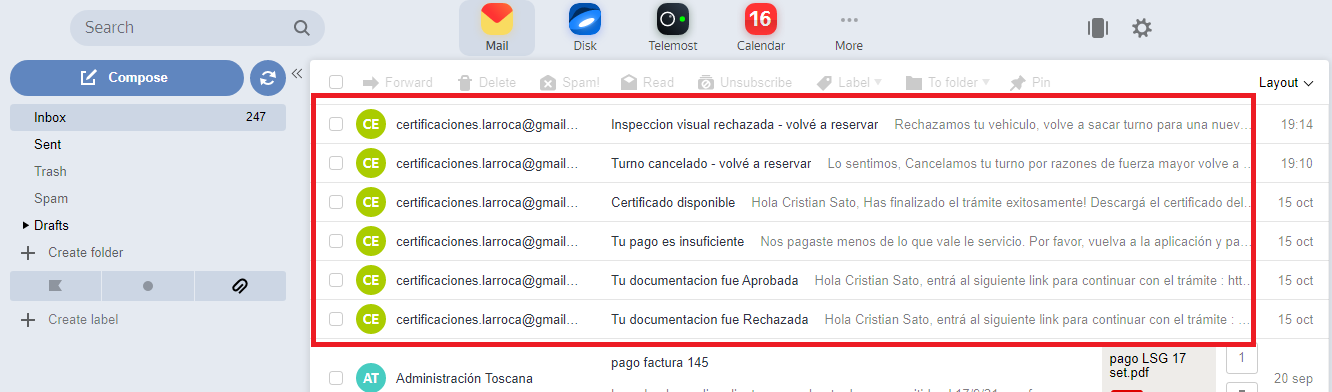 Search
Mail
Disk
16
Telemost
Calendar
More
Compose
Forward Delete Spam! Read Unsubscribe Label To folder Pin Layout
Inbox 247
Sent
Trash
Spam
Drafts
Create folder
Create label
CE certificaciones.larroca@gmail... Inspeccion visual rechazada - volvé a reservar Rechazamos tu vehiculo, volve a sacar turno para una nuev... 19:14
CE certificaciones.larroca@gmail... Turno cancelado - volvé a reservar Lo sentimos, Cancelamos tu turno por razones de fuerza mayor volve a ... 19:10
CE certificaciones.larroca@gmail... Certificado disponible Hola Cristian Sato, Has finalizado el trámite exitosamente! Descargá el certificado del... 15 oct
CE certificaciones.larroca@gmail... Tu pago es insuficiente Nos pagaste menos de lo que vale le servicio. Por favor, vuelva a la aplicación y pa... 15 oct
CE certificaciones.larroca@gmail... Tu documentacion fue Aprobada Hola Cristian Sato, entrá al siguiente link para continuar con el trámite : htt... 15 oct
CE certificaciones.larroca@gmail... Tu documentacion fue Rechazada Hola Cristian Sato, entrá al siguiente link para continuar con el trámite : ... 15 oct
AT Administración Toscana pago factura 145
pago LSG 17
set.pdf
1
20 sep